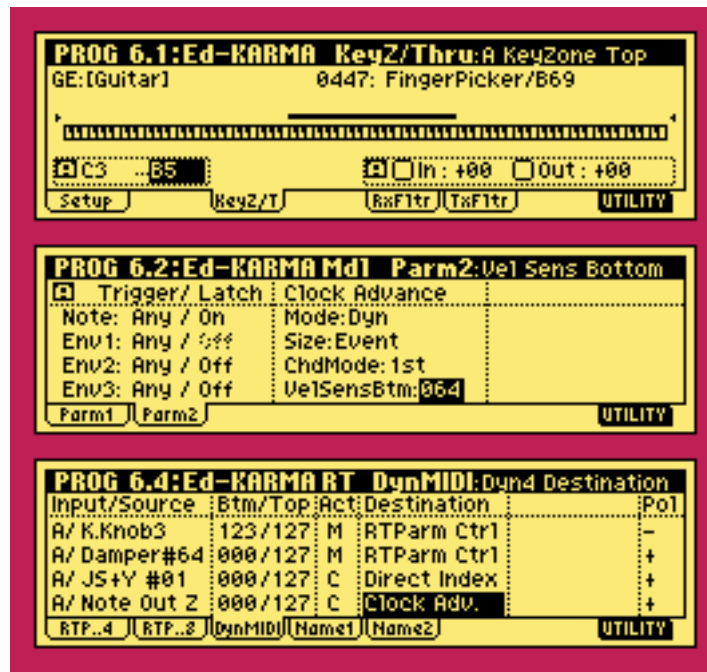 PROG 6.1:Ed-KARMA KeyZ/Thru:A KeyZone Top
GE:[Guitar] 0447: FingerPicker/B69
A C3 ...B5 A In: +00 Out: +00
Setup KeyZ/T RxFltr TxFltr UTILITY
PROG 6.2:Ed-KARMA Mdl Parm2:Vel Sens Bottom
A Trigger/ Latch Clock Advance
Note: Any / On Mode:Dyn
Env1: Any / Off Size:Event
Env2: Any / Off ChdMode:1st
Env3: Any / Off VelSensBtm:064
Parm1 Parm2 UTILITY
PROG 6.4:Ed-KARMA RT DynMIDI:Dyn4 Destination
Input/Source Btm/Top Act Destination Pol
A/ K.Knob3 123/127 M RTParm Ctrl -
A/ Damper#64 000/127 M RTParm Ctrl +
A/ JS+Y #01 000/127 C Direct Index +
A/ Note Out Z 000/127 C Clock Adv. +
RTP..4 RTP..8 DynMIDI Name1 Name2 UTILITY